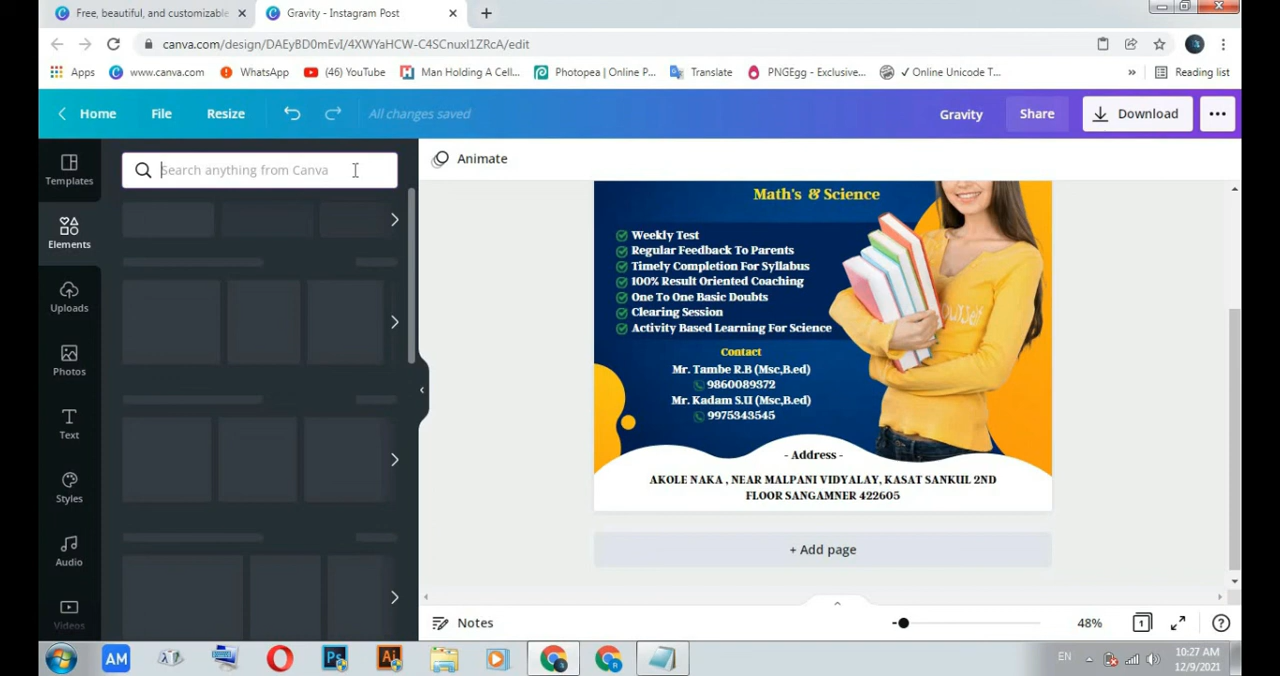 Free, beautiful, and customizable
Gravity - Instagram Post
canva.com/design/DAEyBD0mEvI/4XWYaHCW-C4SCnuxl1ZRcA/edit
Apps
www.canva.com
WhatsApp
(46) YouTube
Man Holding A Cell...
Photopea | Online P...
Translate
PNGEgg - Exclusive...
✓ Online Unicode T...
»
Reading list
Home
File
Resize
All changes saved
Gravity
Share
Download
Templates
Elements
Uploads
Photos
Text
Styles
Audio
Videos
Search anything from Canva
Animate
Math's & Science
Weekly Test
Regular Feedback To Parents
Timely Completion For Syllabus
100% Result Oriented Coaching
One To One Basic Doubts
Clearing Session
Activity Based Learning For Science
Contact
Mr. Tambe R.B (Msc,B.ed)
9860089372
Mr. Kadam S.U (Msc,B.ed)
9975343545
- Address -
AKOLE NAKA , NEAR MALPANI VIDYALAY, KASAT SANKUL 2ND
FLOOR SANGAMNER 422605
+ Add page
Notes
48%
1
AM
Ps
Ai
EN
10:27 AM
12/9/2021